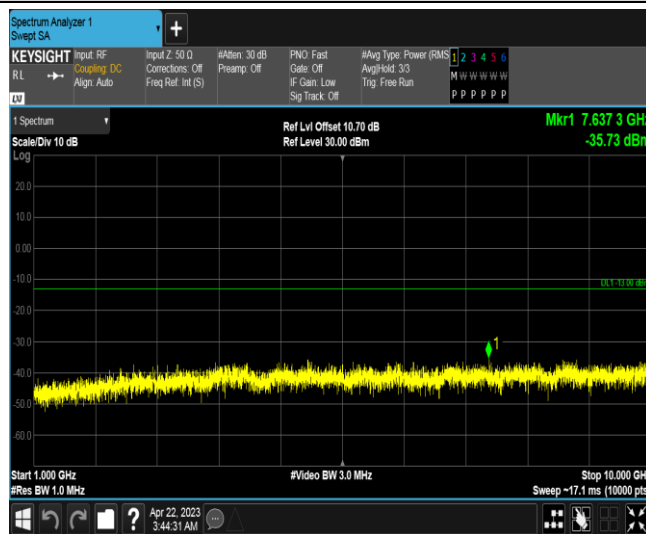 Spectrum Analyzer 1
Swept SA
+
KEYSIGHT
RL
LXI
Input: RF
Coupling: DC
Align: Auto
Input Z: 50 Ω
Corrections: Off
Freq Ref: Int (S)
#Atten: 30 dB
Preamp: Off
PNO: Fast
Gate: Off
IF Gain: Low
Sig Track: Off
#Avg Type: Power (RMS
Avg|Hold: 3/3
Trig: Free Run
1 2 3 4 5 6
M W W W W W
P P P P P P
1 Spectrum
Scale/Div 10 dB
Log
Ref Lvl Offset 10.70 dB
Ref Level 30.00 dBm
Mkr1 7.637 3 GHz
-35.73 dBm
20.0
10.0
0.00
-10.0
DL1 -13.00 dBm
-20.0
-30.0
1
-40.0
-50.0
-60.0
Start 1.000 GHz
#Video BW 3.0 MHz
Stop 10.000 GHz
#Res BW 1.0 MHz
Sweep ~17.1 ms (10000 pts
?
Apr 22, 2023
3:44:31 AM